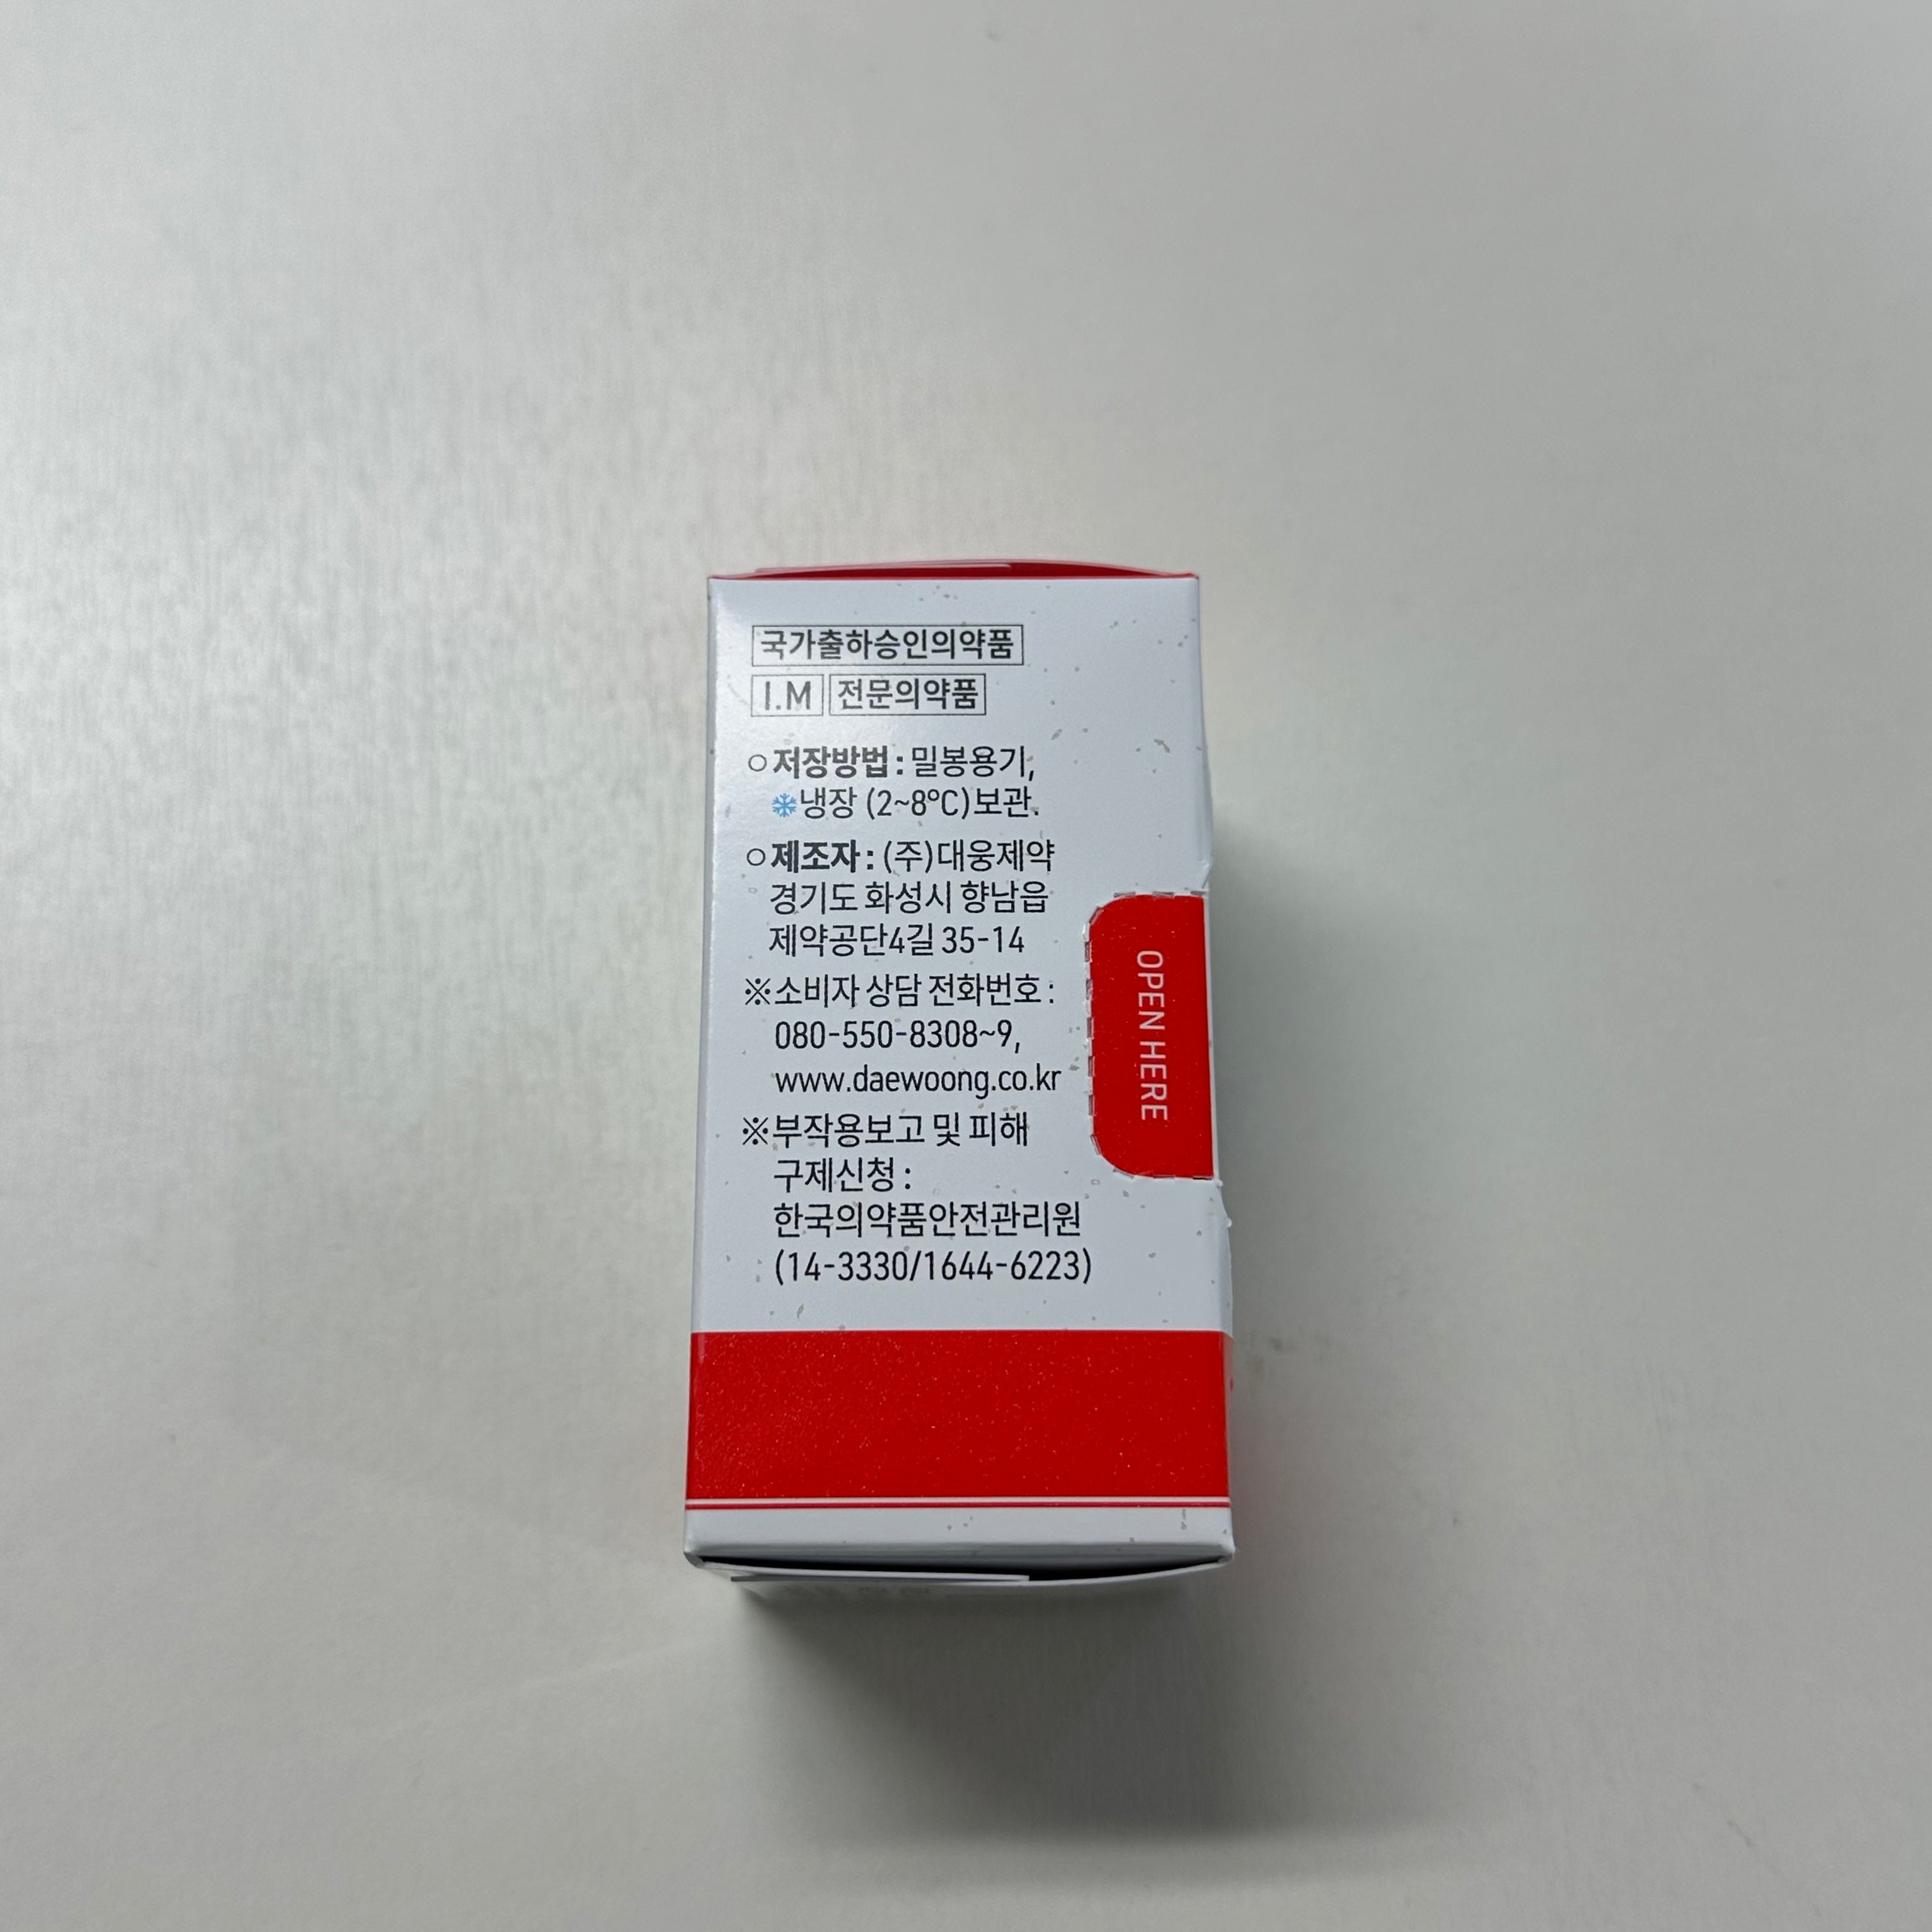 국가출하승인의약품
I.M 전문의약품
○저장방법 : 밀봉용기,
냉장 (2~8℃)보관.
○제조자 : (주)대웅제약
경기도 화성시 향남읍
제약공단4길 35-14
※소비자 상담 전화번호 :
080-550-8308~9,
www.daewoong.co.kr
※부작용보고 및 피해
구제신청 :
한국의약품안전관리원
(14-3330/1644-6223)
OPEN HERE